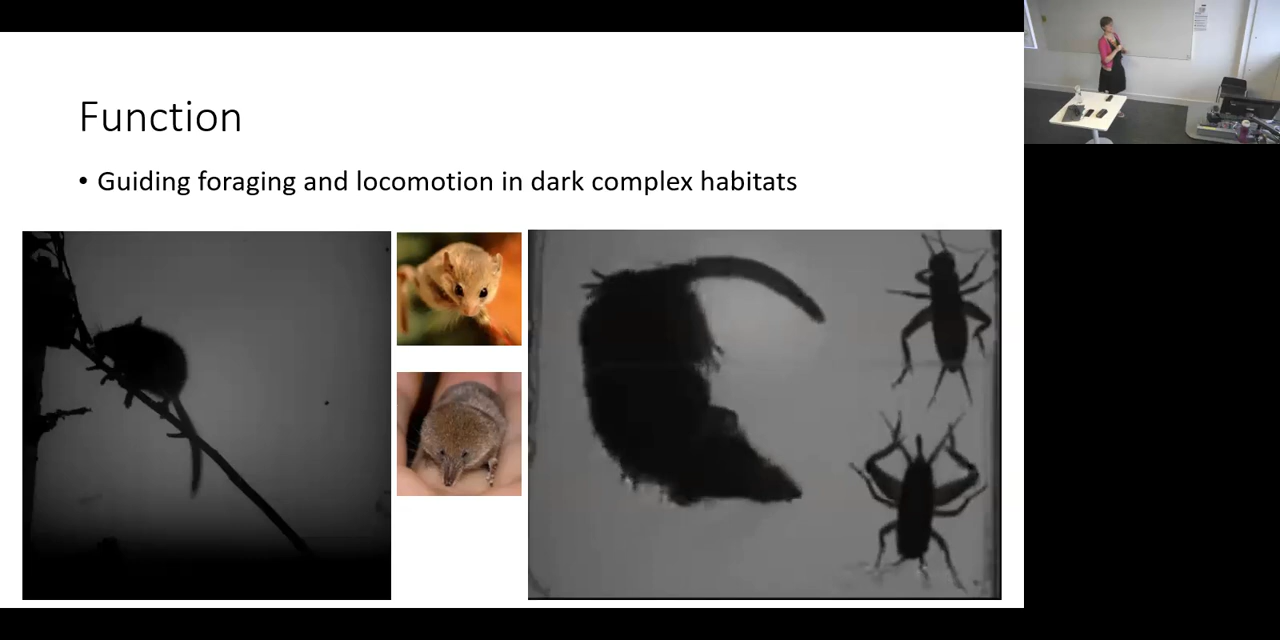 Function
• Guiding foraging and locomotion in dark complex habitats